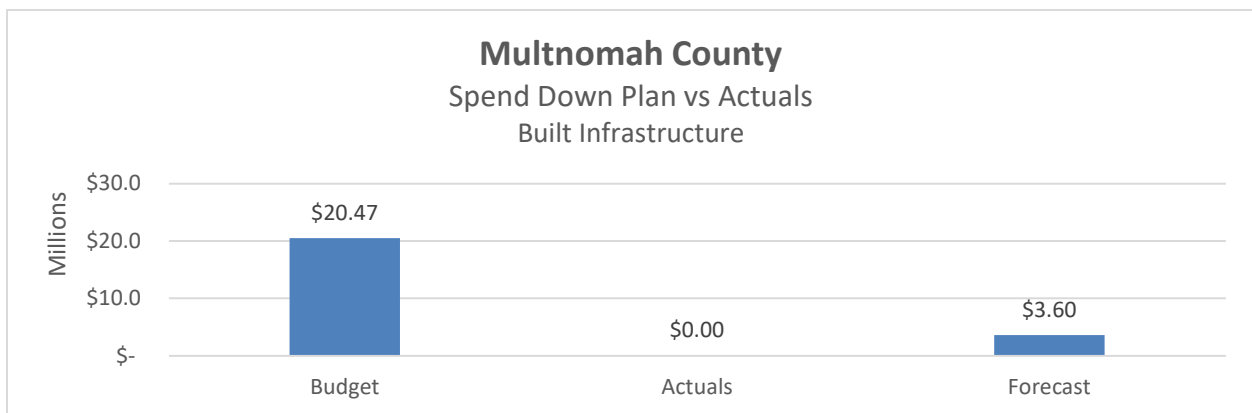 Multnomah County
Spend Down Plan vs Actuals
Built Infrastructure
Millions
$30.0
$20.0
$10.0
$-
$20.47
$0.00
$3.60
Budget
Actuals
Forecast